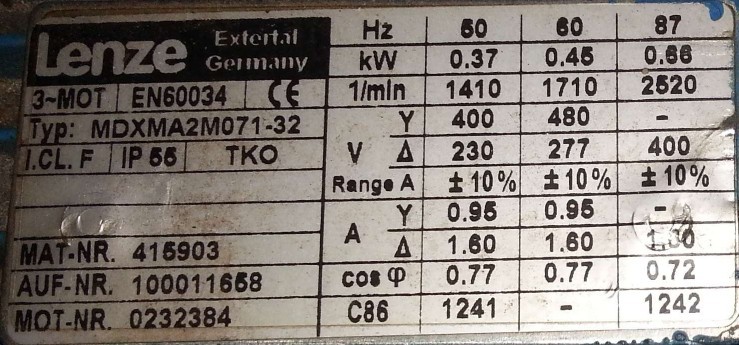 Lenze Extertal Germany
3~MOT EN60034 CE
Typ: MDXMA2M071-32
I.CL. F IP 55 TKO
MAT-NR. 415903
AUF-NR. 100011658
MOT-NR. 0232384
Hz 50 60 87
kW 0.37 0.45 0.66
1/min 1410 1710 2520
V Y 400 480 -
Δ 230 277 400
Range A ±10% ±10% ±10%
A Y 0.95 0.95 -
Δ 1.60 1.60
cos φ 0.77 0.77 0.72
C86 1241 - 1242